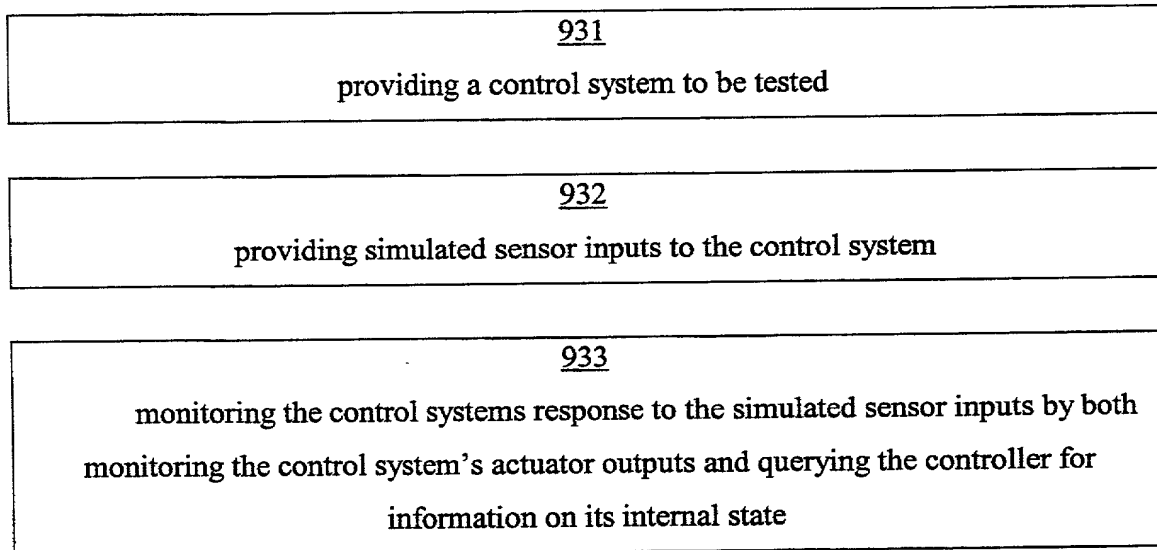 931
providing a control system to be tested
932
providing simulated sensor inputs to the control system
933
monitoring the control systems response to the simulated sensor inputs by both
monitoring the control system’s actuator outputs and querying the controller for
information on its internal state